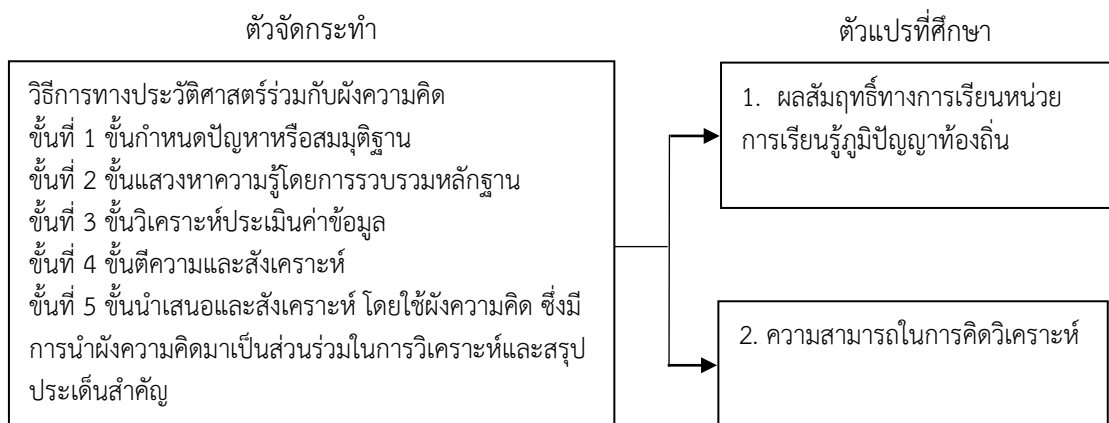 ตัวจัดกระทำ
วิธีการทางประวัติศาสตร์ร่วมกับผังความคิด
ขั้นที่ 1 ขั้นกำหนดปัญหาหรือสมมุติฐาน
ขั้นที่ 2 ขั้นแสวงหาความรู้โดยการรวบรวมหลักฐาน
ขั้นที่ 3 ขั้นวิเคราะห์ประเมินค่าข้อมูล
ขั้นที่ 4 ขั้นตีความและสังเคราะห์
ขั้นที่ 5 ขั้นนำเสนอและสังเคราะห์ โดยใช้ผังความคิด ซึ่งมี
การนำผังความคิดมาเป็นส่วนร่วมในการวิเคราะห์และสรุป
ประเด็นสำคัญ
ตัวแปรที่ศึกษา
1. ผลสัมฤทธิ์ทางการเรียนหน่วย
การเรียนรู้ภูมิปัญญาท้องถิ่น
2. ความสามารถในการคิดวิเคราะห์